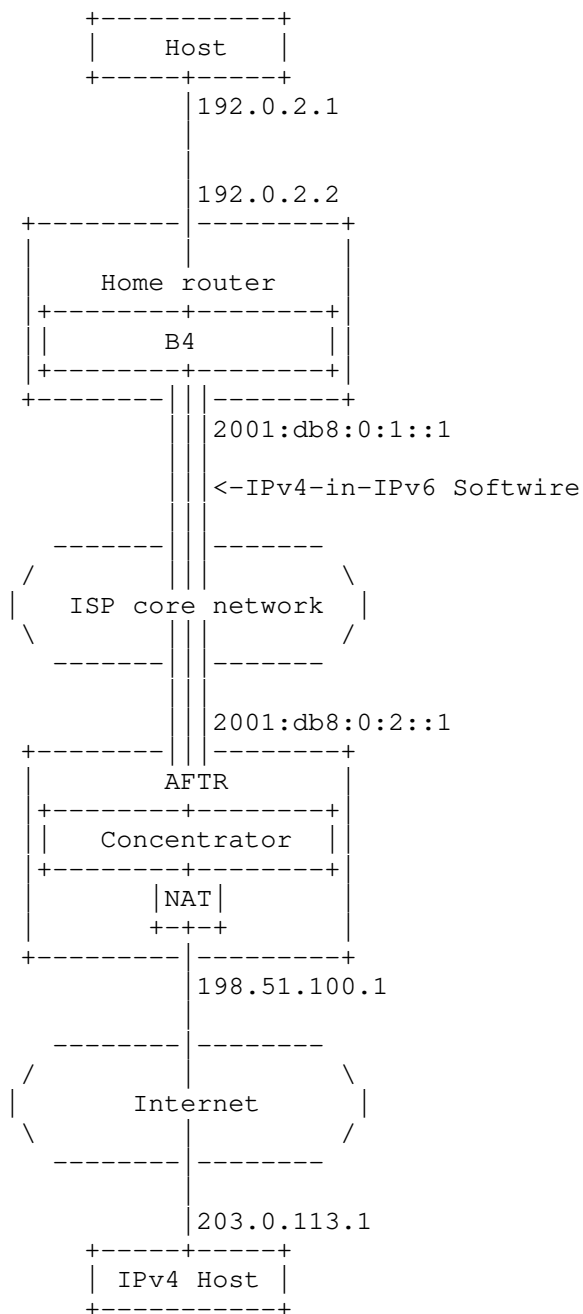 Host
192.0.2.1
192.0.2.2
Home router
B4
2001:db8:0:1::1
<-IPv4-in-IPv6 Softwire
ISP core network
2001:db8:0:2::1
AFTR
Concentrator
NAT
198.51.100.1
Internet
203.0.113.1
IPv4 Host